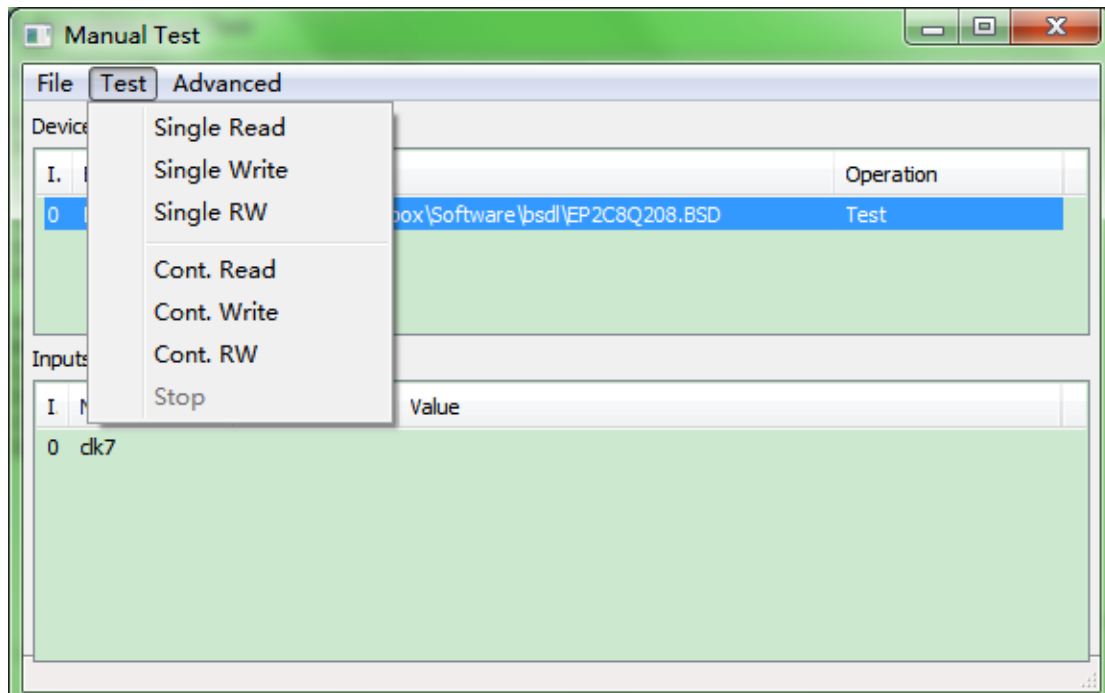 Manual Test
File Test Advanced
Device
Single Read
I. Operation
Single Write
0 box\Software\bsdl\EP2C8Q208.BSD Test
Single RW
Cont. Read
Cont. Write
Inputs
Cont. RW
Stop
I. Value
0 clk7